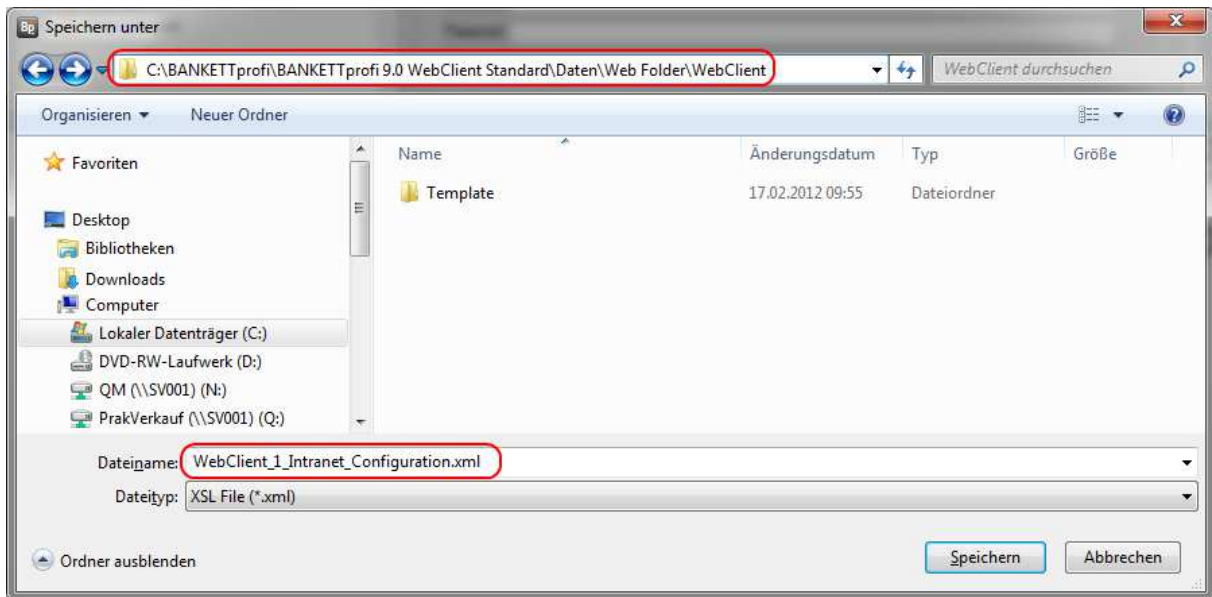 Bp Speichern unter
C:\BANKETTprofi\BANKETTprofi 9.0 WebClient Standard\Daten\Web Folder\WebClient
WebClient durchsuchen
Organisieren
Neuer Ordner
Favoriten
Desktop
Bibliotheken
Downloads
Computer
Lokaler Datenträger (C:)
DVD-RW-Laufwerk (D:)
QM (\\SV001) (N:)
PrakVerkauf (\\SV001) (Q:)
Name Änderungsdatum Typ Größe
Template 17.02.2012 09:55 Dateiordner
Dateiname: WebClient_1_Intranet_Configuration.xml
Dateityp: XSL File (*.xml)
Ordner ausblenden
Speichern
Abbrechen